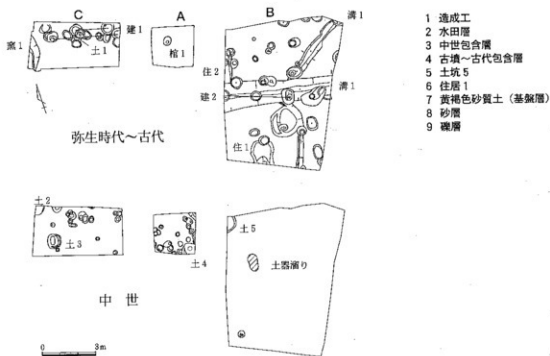 C
A
B
溝1
建1
窯1
土1
棺1
住2
溝1
建2
住1
弥生時代～古代
1 造成工
2 水田層
3 中世包含層
4 古墳～古代包含層
5 土坑5
6 住居1
7 黄褐色砂質土（基盤層）
8 砂層
9 礫層
土2
土3
土4
土5
土器溜り
中 世
0 3m